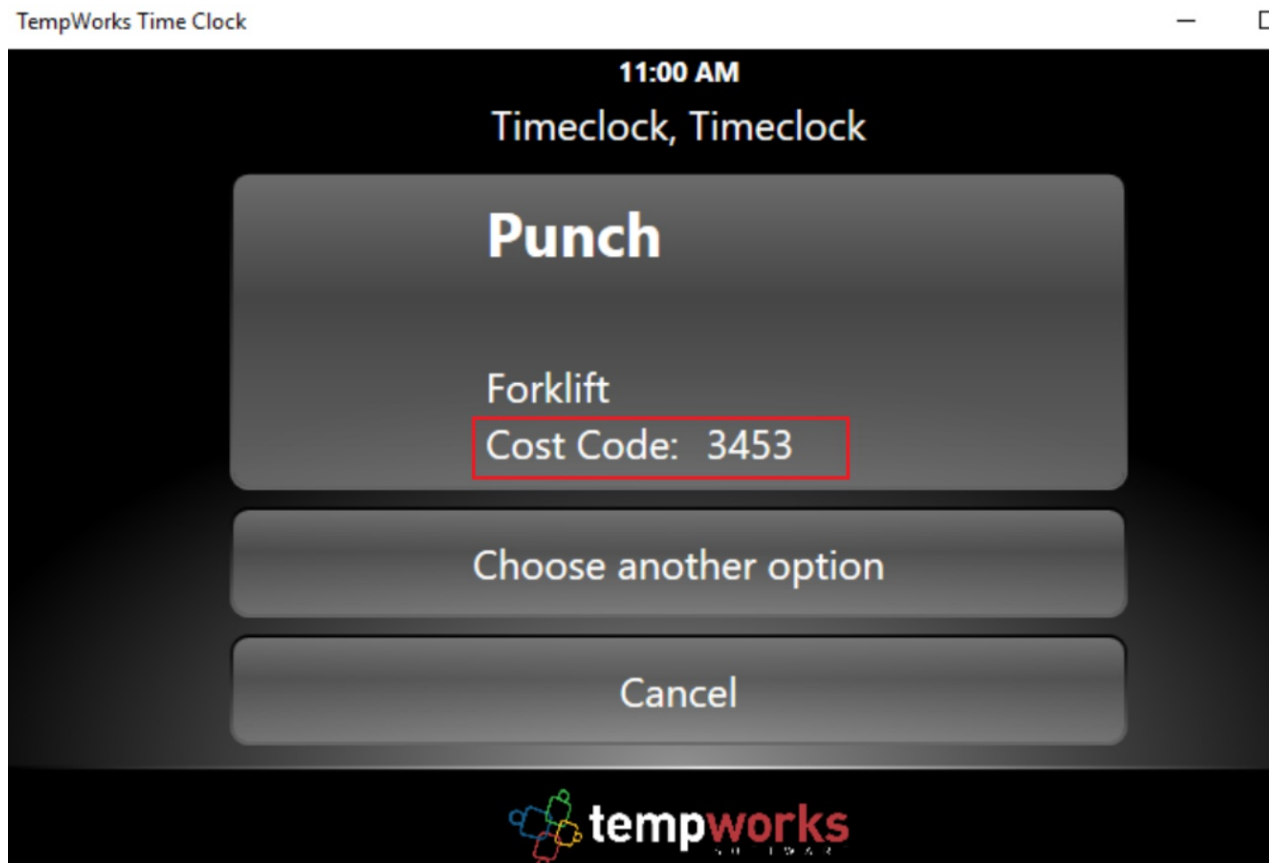 TempWorks Time Clock
11:00 AM
Timeclock, Timeclock
Punch
Forklift
Cost Code: 3453
Choose another option
Cancel
tempworks